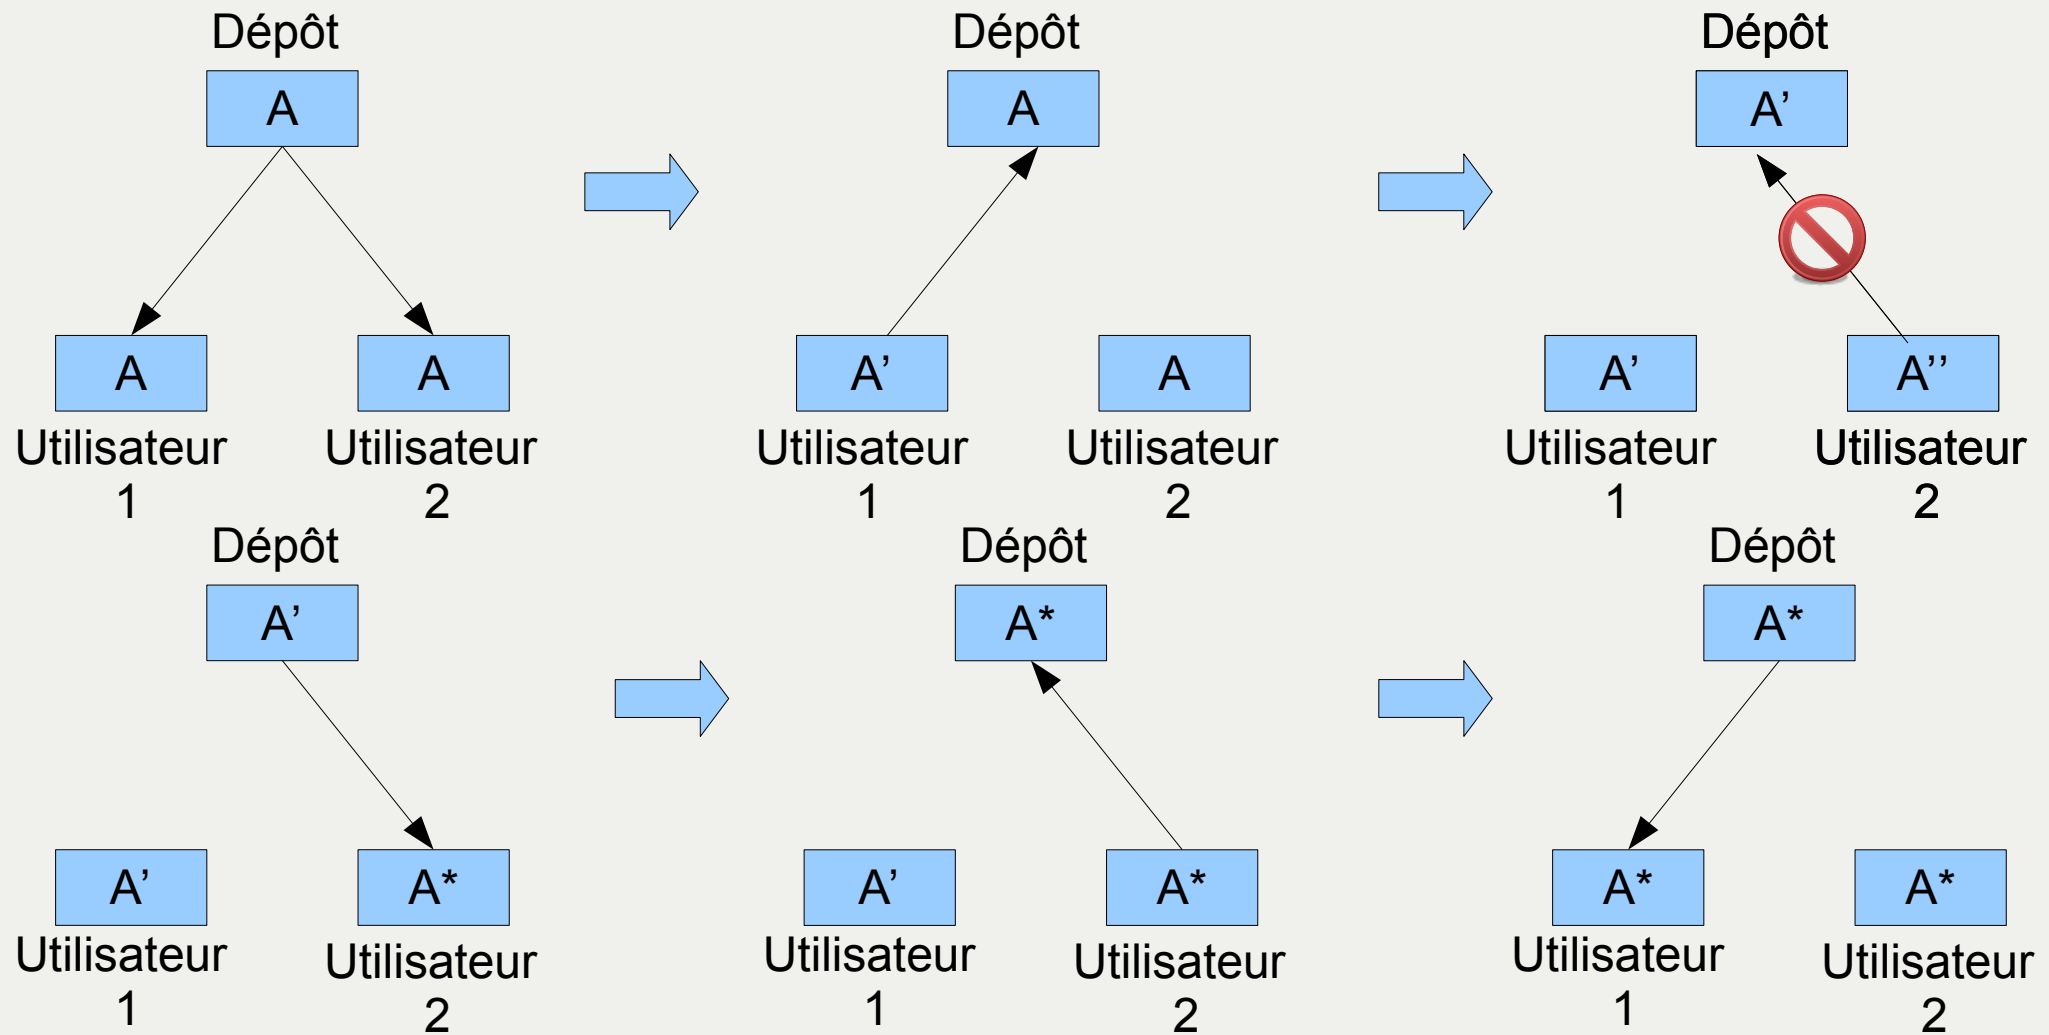 Dépôt
A
A
A
Utilisateur
1
Utilisateur
2
Dépôt
A
A’
A
Utilisateur
1
Utilisateur
2
Dépôt
A’
A’
A’’
Utilisateur
1
Utilisateur
2
Dépôt
A’
A’
A*
Utilisateur
1
Utilisateur
2
Dépôt
A*
A’
A*
Utilisateur
1
Utilisateur
2
Dépôt
A*
A*
A*
Utilisateur
1
Utilisateur
2